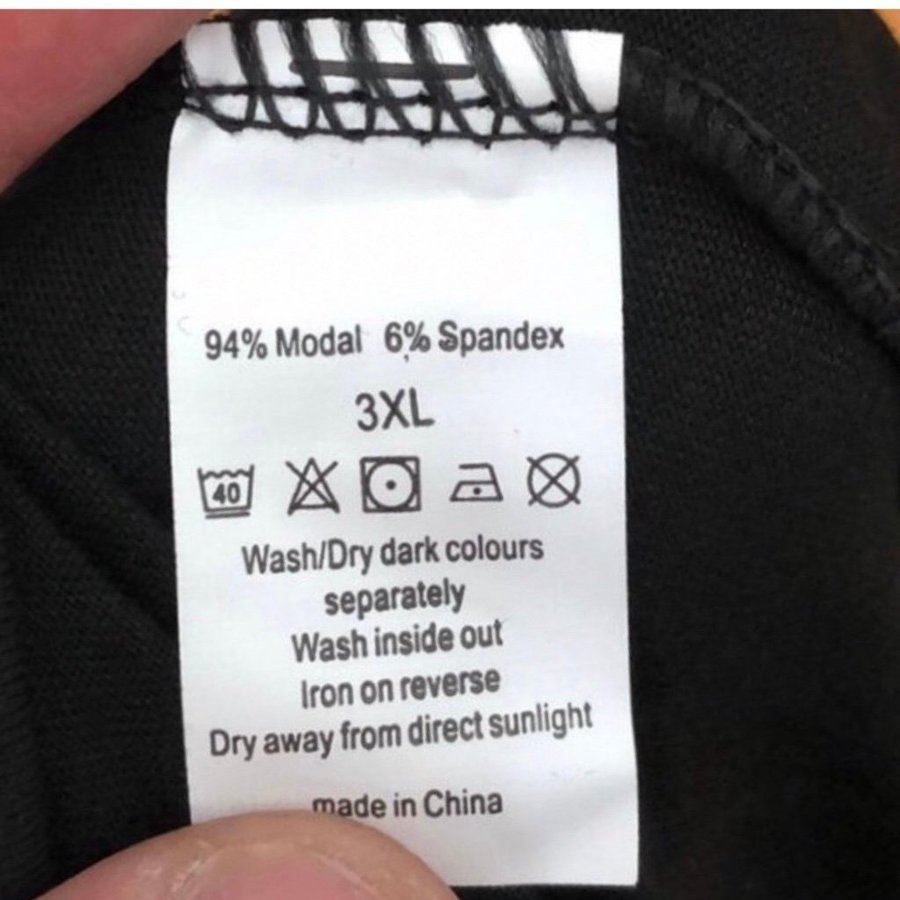 94% Modal 6% Spandex
3XL
40
Wash/Dry dark colours
separately
Wash inside out
Iron on reverse
Dry away from direct sunlight
made in China